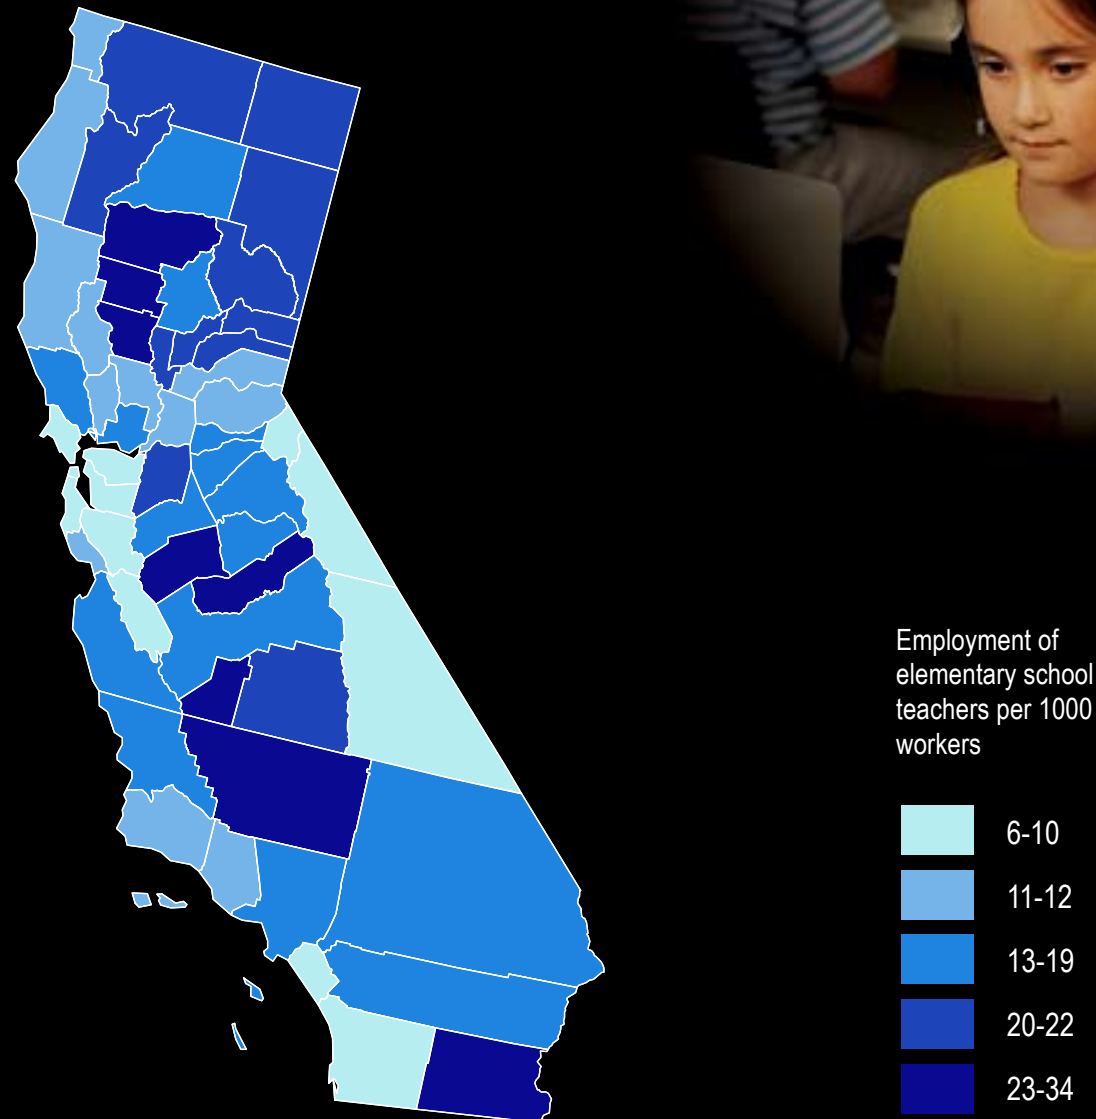 Employment of
elementary school
teachers per 1000
workers
6-10
11-12
13-19
20-22
23-34